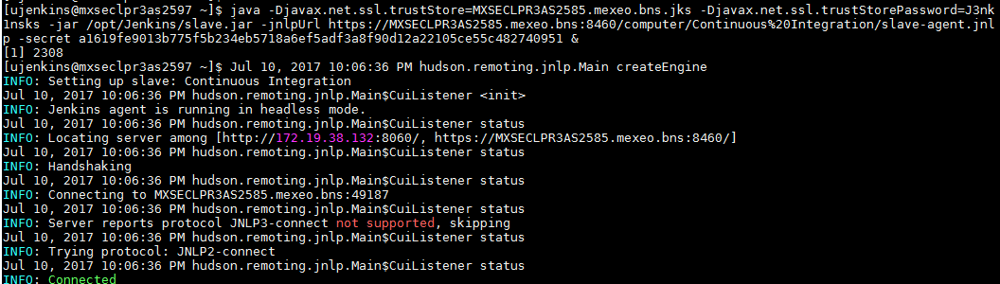 [ujenkins@mxseclpr3as2597 ~]$ java -Djavax.net.ssl.trustStore=MXSECLPR3AS2585.mexeo.bns.jks -Djavax.net.ssl.trustStorePassword=J3nk
1nsks -jar /opt/Jenkins/slave.jar -jnlpUrl https://MXSECLPR3AS2585.mexeo.bns:8460/computer/Continuous%20Integration/slave-agent.jnl
p -secret a1619fe9013b775f5b234eb5718a6ef5adf3a8f90d12a22105ce55c482740951 &
[1] 2308
[ujenkins@mxseclpr3as2597 ~]$ Jul 10, 2017 10:06:36 PM hudson.remoting.jnlp.Main createEngine
INFO: Setting up slave: Continuous Integration
Jul 10, 2017 10:06:36 PM hudson.remoting.jnlp.Main$CuiListener <init>
INFO: Jenkins agent is running in headless mode.
Jul 10, 2017 10:06:36 PM hudson.remoting.jnlp.Main$CuiListener status
INFO: Locating server among [http://172.19.38.132:8060/, https://MXSECLPR3AS2585.mexeo.bns:8460/]
Jul 10, 2017 10:06:36 PM hudson.remoting.jnlp.Main$CuiListener status
INFO: Handshaking
Jul 10, 2017 10:06:36 PM hudson.remoting.jnlp.Main$CuiListener status
INFO: Connecting to MXSECLPR3AS2585.mexeo.bns:49187
Jul 10, 2017 10:06:36 PM hudson.remoting.jnlp.Main$CuiListener status
INFO: Server reports protocol JNLP3-connect not supported, skipping
Jul 10, 2017 10:06:36 PM hudson.remoting.jnlp.Main$CuiListener status
INFO: Trying protocol: JNLP2-connect
Jul 10, 2017 10:06:36 PM hudson.remoting.jnlp.Main$CuiListener status
INFO: Connected